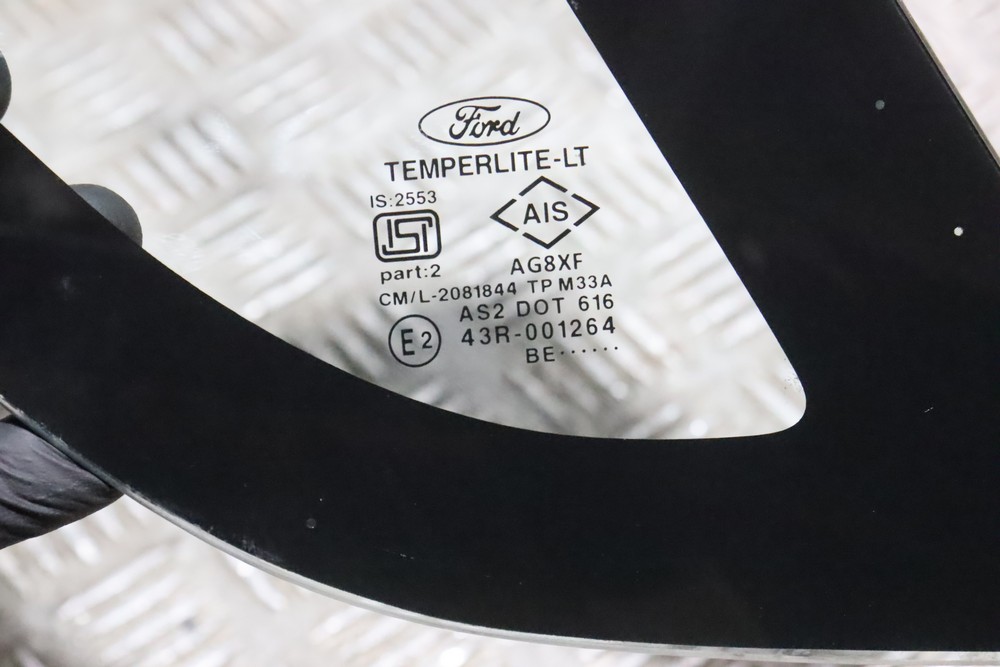 Ford
TEMPERLITE-LT
IS:2553
ISI
AIS
part:2
AG8XF
CM/L-2081844 TP M33A
AS2 DOT 616
E2
43R-001264
BE······